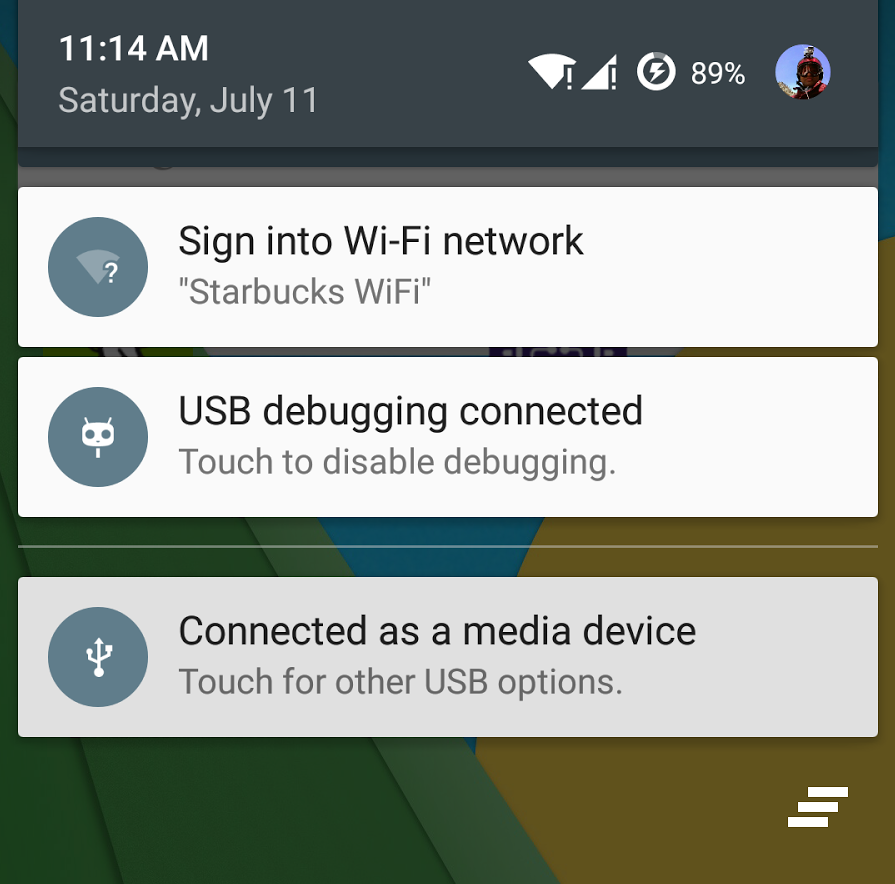 11:14 AM
89%
Saturday, July 11
Sign into Wi-Fi network
"Starbucks WiFi"
USB debugging connected
Touch to disable debugging.
Connected as a media device
Touch for other USB options.